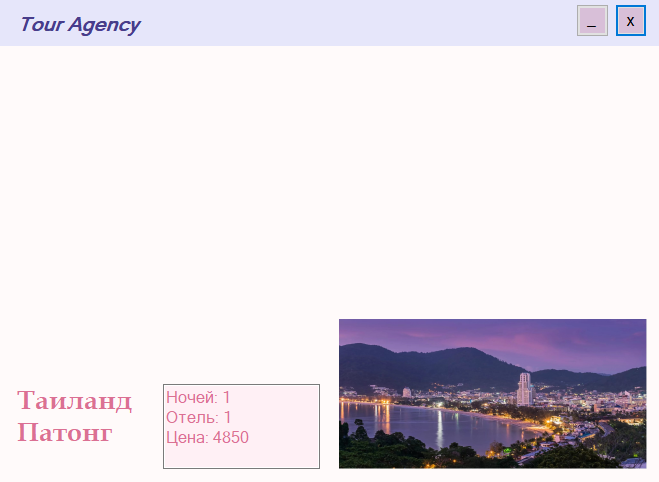 Tour Agency
_
x
Таиланд
Патонг
Ночей: 1
Отель: 1
Цена: 4850